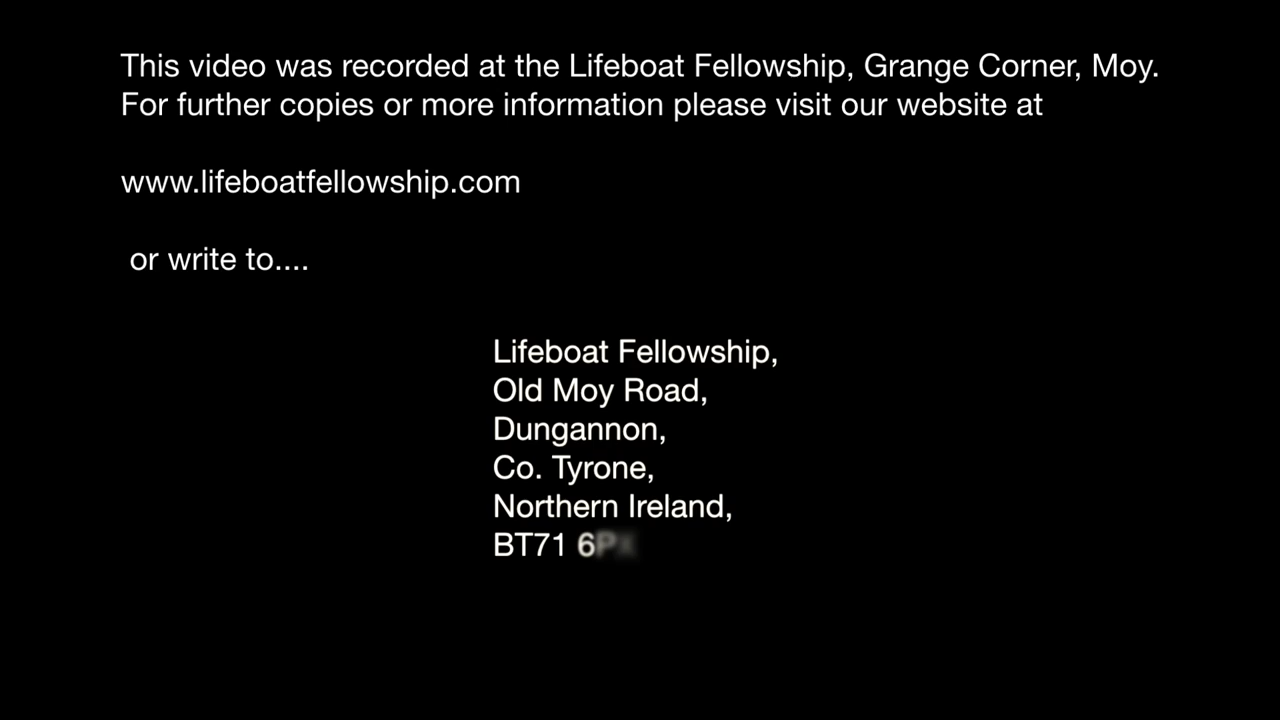 This video was recorded at the Lifeboat Fellowship, Grange Corner, Moy.
For further copies or more information please visit our website at
www.lifeboatfellowship.com
or write to....
Lifeboat Fellowship,
Old Moy Road,
Dungannon,
Co. Tyrone,
Northern Ireland,
BT71